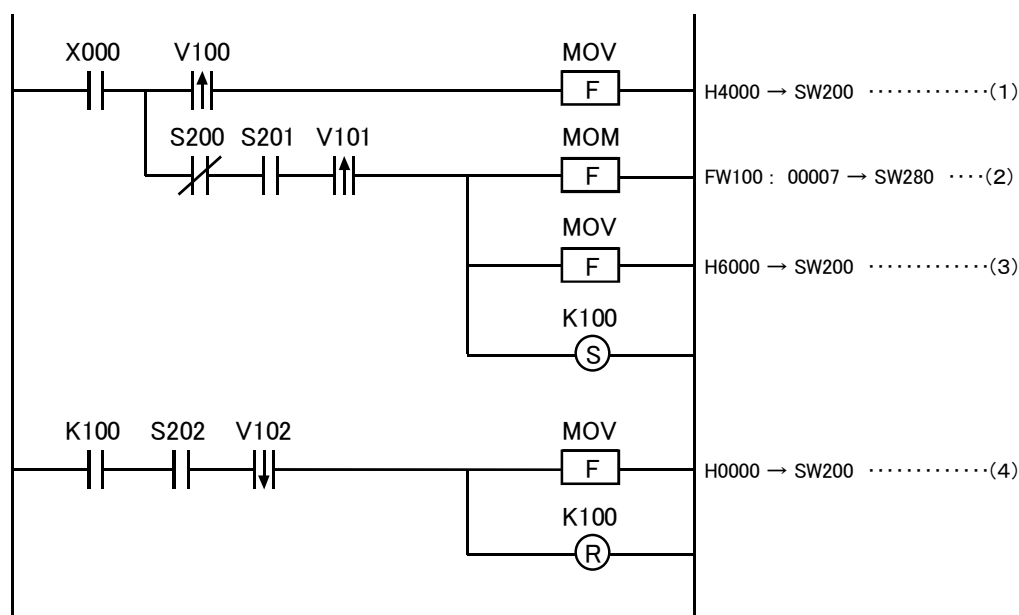 X000 V100 MOV
F H4000 → SW200 ·············(1)
S200 S201 V101 MOM
F FW100 : 00007 → SW280 ····(2)
MOV
F H6000 → SW200 ·············(3)
K100
S
K100 S202 V102 MOV
F H0000 → SW200 ·············(4)
K100
R